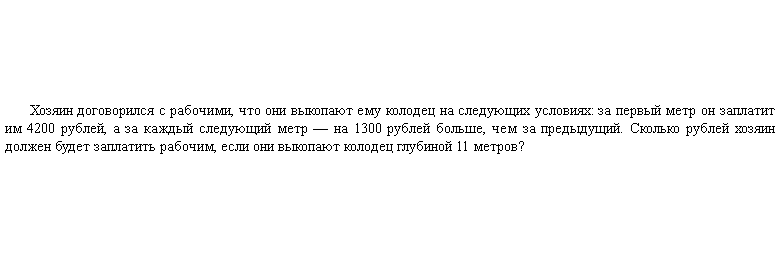 Хозяин договорился с рабочими, что они выкопают ему колодец на следующих условиях: за первый метр он заплатит
им 4200 рублей, а за каждый следующий метр — на 1300 рублей больше, чем за предыдущий. Сколько рублей хозяин
должен будет заплатить рабочим, если они выкопают колодец глубиной 11 метров?